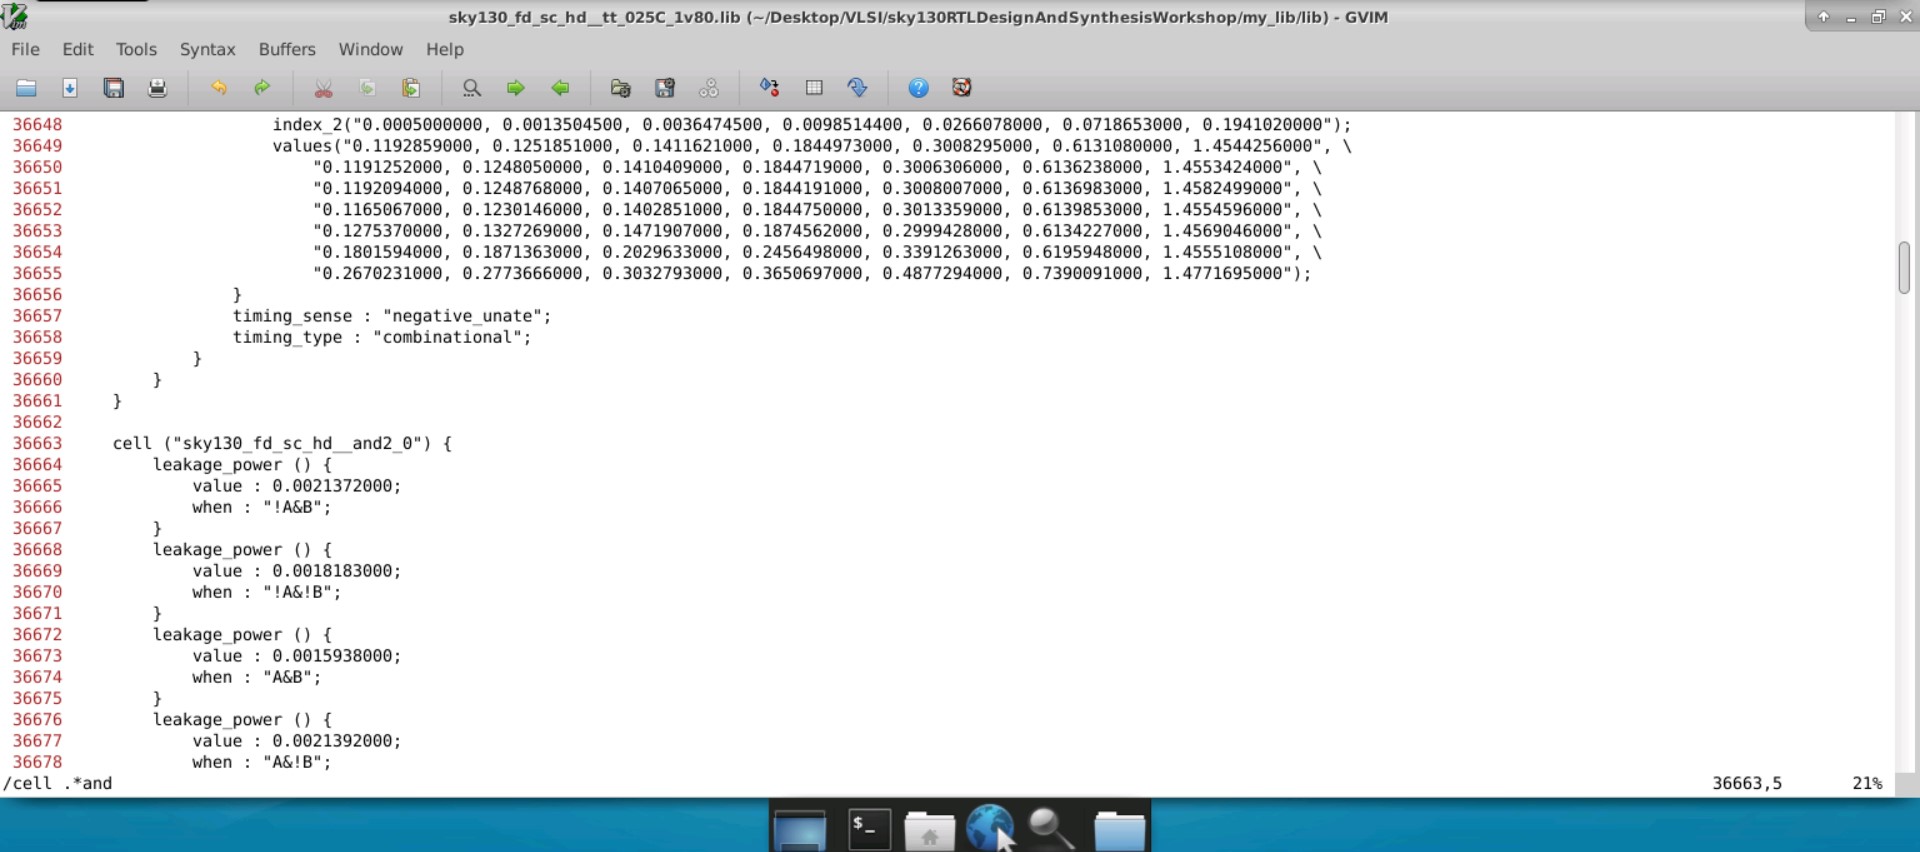 sky130_fd_sc_hd__tt_025C_1v80.lib (~/Desktop/VLSI/sky130RTLDesignAndSynthesisWorkshop/my_lib/lib) - GVIM
File Edit Tools Syntax Buffers Window Help
36648 index_2("0.0005000000, 0.0013504500, 0.0036474500, 0.0098514400, 0.0266078000, 0.0718653000, 0.1941020000");
36649 values("0.1192859000, 0.1251851000, 0.1411621000, 0.1844973000, 0.3008295000, 0.6131080000, 1.4544256000", \
36650 "0.1191252000, 0.1248050000, 0.1410409000, 0.1844719000, 0.3006306000, 0.6136238000, 1.4553424000", \
36651 "0.1192094000, 0.1248768000, 0.1407065000, 0.1844191000, 0.3008007000, 0.6136983000, 1.4582499000", \
36652 "0.1165067000, 0.1230146000, 0.1402851000, 0.1844750000, 0.3013359000, 0.6139853000, 1.4554596000", \
36653 "0.1275370000, 0.1327269000, 0.1471907000, 0.1874562000, 0.2999428000, 0.6134227000, 1.4569046000", \
36654 "0.1801594000, 0.1871363000, 0.2029633000, 0.2456498000, 0.3391263000, 0.6195948000, 1.4555108000", \
36655 "0.2670231000, 0.2773666000, 0.3032793000, 0.3650697000, 0.4877294000, 0.7390091000, 1.4771695000");
36656 }
36657 timing_sense : "negative_unate";
36658 timing_type : "combinational";
36659 }
36660 }
36661 }
36662
36663 cell ("sky130_fd_sc_hd__and2_0") {
36664 leakage_power () {
36665 value : 0.0021372000;
36666 when : "!A&B";
36667 }
36668 leakage_power () {
36669 value : 0.0018183000;
36670 when : "!A&!B";
36671 }
36672 leakage_power () {
36673 value : 0.0015938000;
36674 when : "A&B";
36675 }
36676 leakage_power () {
36677 value : 0.0021392000;
36678 when : "A&!B";
/cell .*and 36663,5 21%
$_